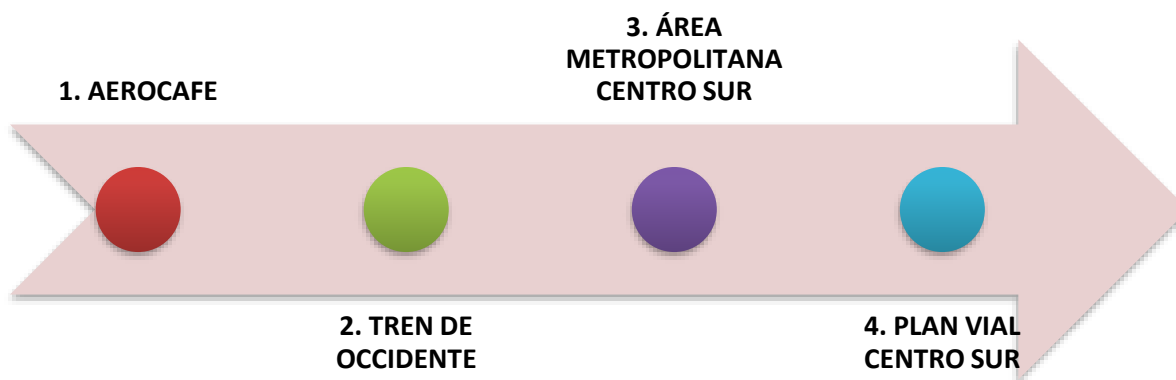 1. AEROCAFE
2. TREN DE
OCCIDENTE
3. ÁREA
METROPOLITANA
CENTRO SUR
4. PLAN VIAL
CENTRO SUR